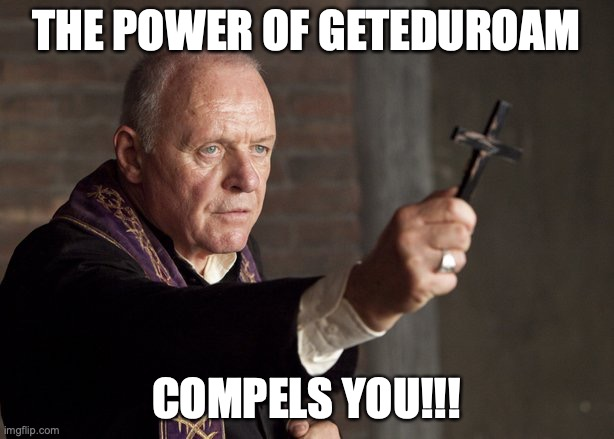 THE POWER OF GETEDUROAM
COMPELS YOU!!!
imgflip.com